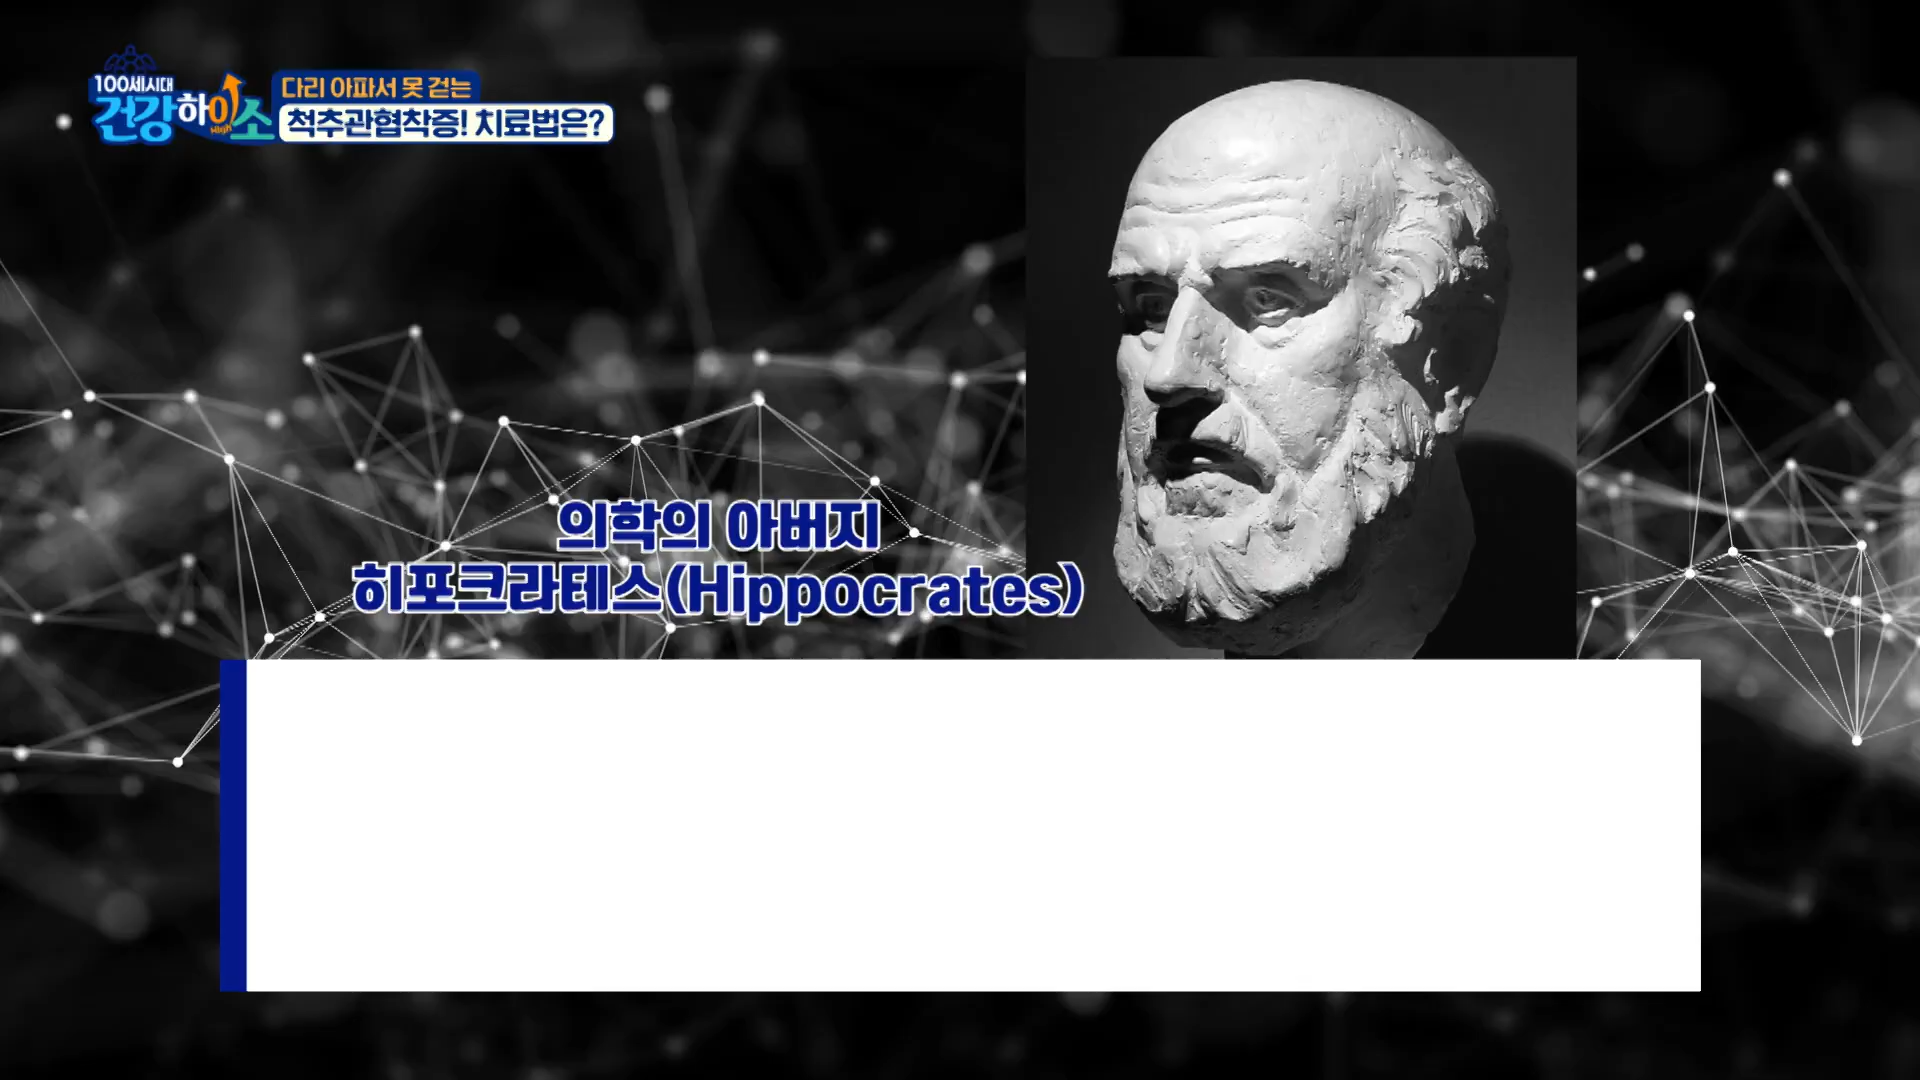 100세시대
건강하이소
High
다리 아파서 못 걷는
척추관협착증! 치료법은?
의학의 아버지
히포크라테스(Hippocrates)